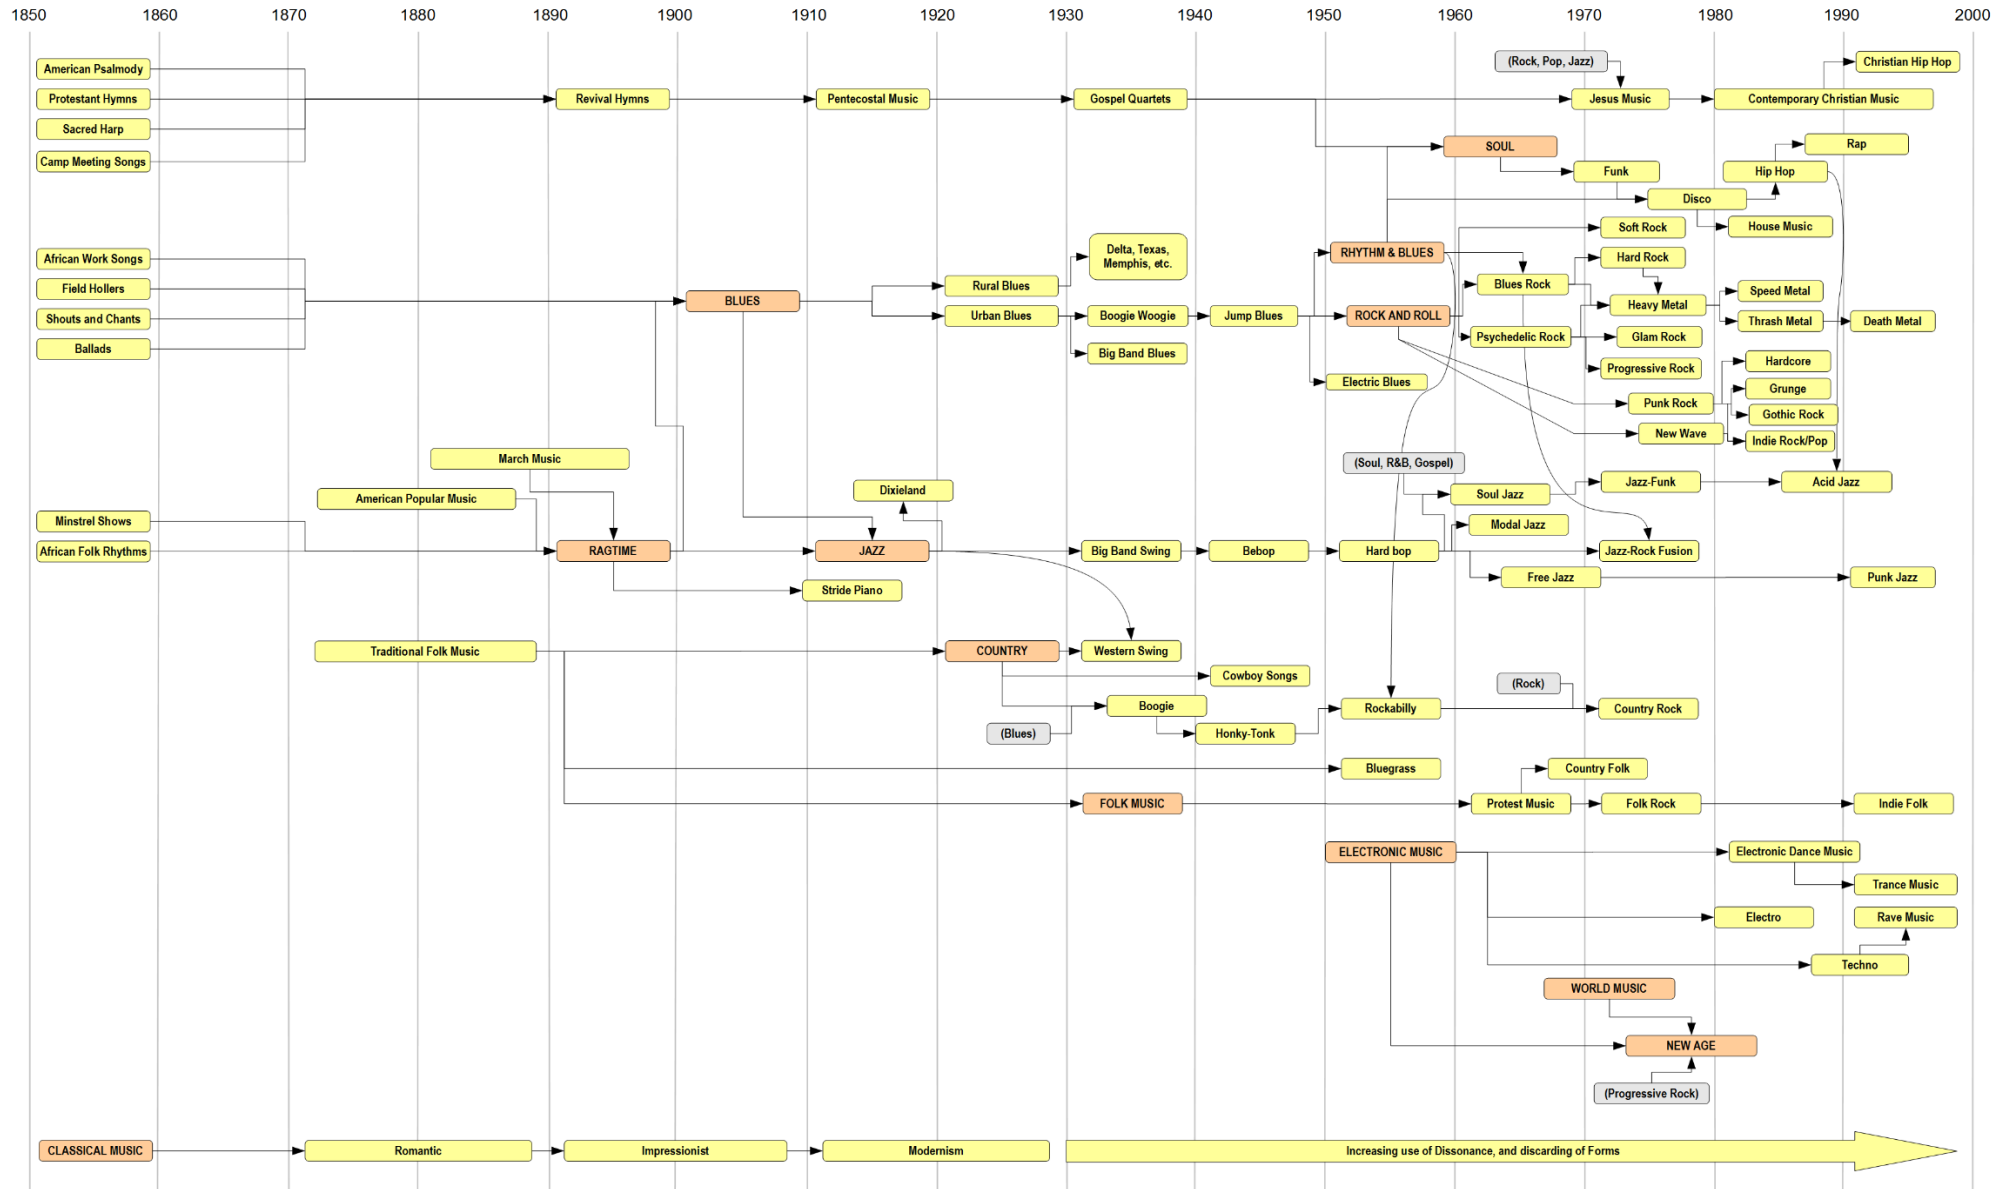 1850 1860 1870 1880 1890 1900 1910 1920 1930 1940 1950 1960 1970 1980 1990 2000
(Rock, Pop, Jazz)
Christian Hip Hop
American Psalmody
Protestant Hymns
Revival Hymns
Pentecostal Music
Gospel Quartets
Jesus Music
Contemporary Christian Music
Sacred Harp
Camp Meeting Songs
SOUL
Rap
Funk
Hip Hop
Disco
Soft Rock
House Music
African Work Songs
Delta, Texas,
Memphis, etc.
RHYTHM & BLUES
Hard Rock
Field Hollers
Rural Blues
Blues Rock
Speed Metal
BLUES
Heavy Metal
Shouts and Chants
Urban Blues
Boogie Woogie
Jump Blues
ROCK AND ROLL
Thrash Metal
Death Metal
Ballads
Big Band Blues
Psychedelic Rock
Glam Rock
Progressive Rock
Hardcore
Electric Blues
Grunge
Punk Rock
Gothic Rock
New Wave
Indie Rock/Pop
March Music
(Soul, R&B, Gospel)
American Popular Music
Dixieland
Soul Jazz
Jazz-Funk
Acid Jazz
Minstrel Shows
Modal Jazz
African Folk Rhythms
RAGTIME
JAZZ
Big Band Swing
Bebop
Hard bop
Jazz-Rock Fusion
Stride Piano
Free Jazz
Punk Jazz
Traditional Folk Music
COUNTRY
Western Swing
Cowboy Songs
(Rock)
Boogie
Rockabilly
Country Rock
(Blues)
Honky-Tonk
Bluegrass
Country Folk
FOLK MUSIC
Protest Music
Folk Rock
Indie Folk
ELECTRONIC MUSIC
Electronic Dance Music
Trance Music
Electro
Rave Music
Techno
WORLD MUSIC
NEW AGE
(Progressive Rock)
CLASSICAL MUSIC
Romantic
Impressionist
Modernism
Increasing use of Dissonance, and discarding of Forms